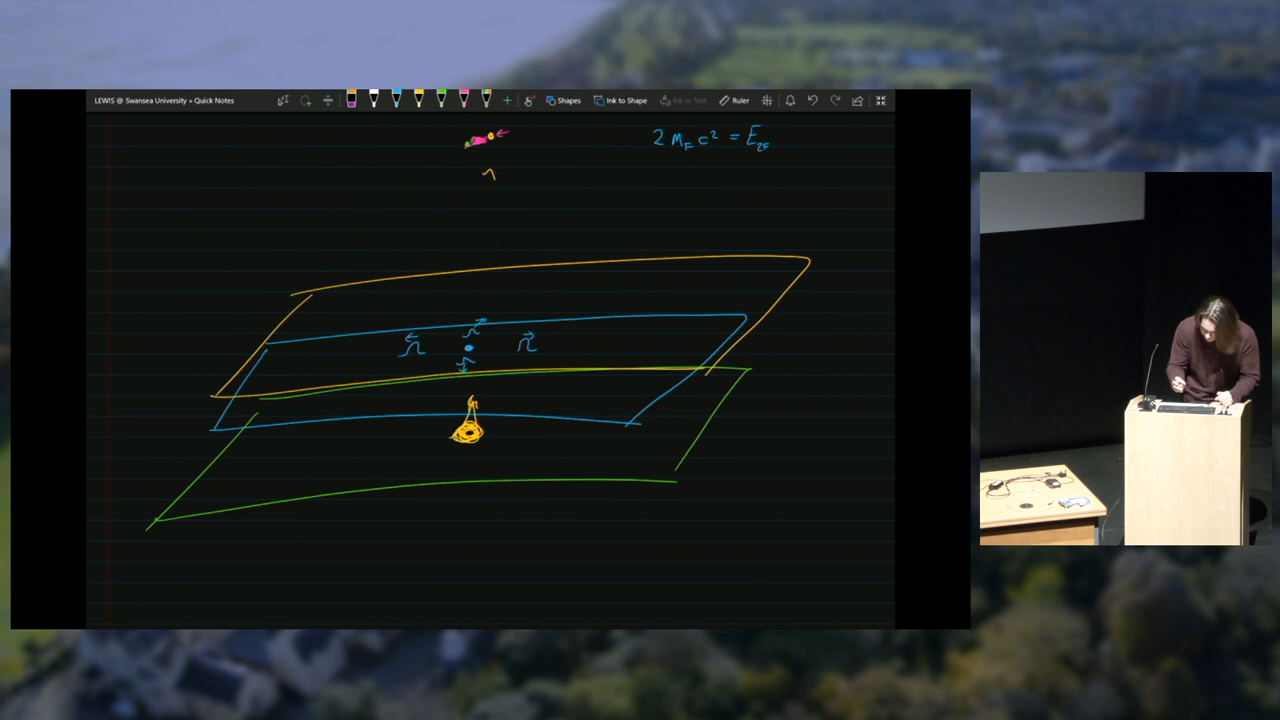 LEWIS @ Swansea University » Quick Notes
Shapes
Ink to Shape
Ink to Text
Ruler
2 m_F c² = E_2F